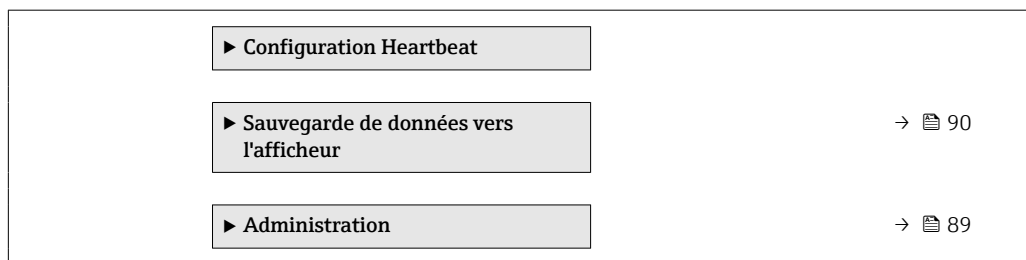 ▶ Configuration Heartbeat
▶ Sauvegarde de données vers → 90
l'afficheur
▶ Administration → 89